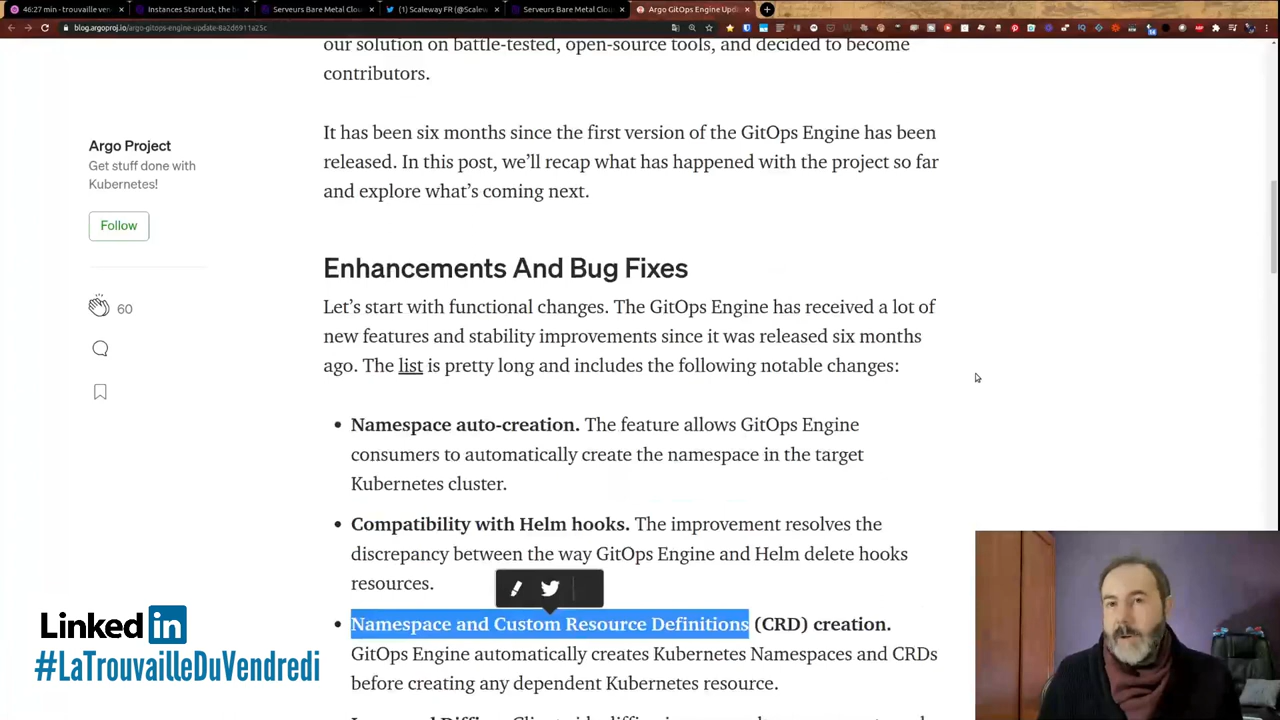 46:27 min - trouvaille ven
Instances Stardust, the b
Serveurs Bare Metal Clou
(1) Scaleway FR (@Scalew
Serveurs Bare Metal Clou
Argo GitOps Engine Upd
blog.argoproj.io/argo-gitops-engine-update-8a2d6911a25c
our solution on battle-tested, open-source tools, and decided to become
contributors.
Argo Project
Get stuff done with
Kubernetes!
Follow
60
It has been six months since the first version of the GitOps Engine has been
released. In this post, we’ll recap what has happened with the project so far
and explore what’s coming next.
Enhancements And Bug Fixes
Let’s start with functional changes. The GitOps Engine has received a lot of
new features and stability improvements since it was released six months
ago. The list is pretty long and includes the following notable changes:
• Namespace auto-creation. The feature allows GitOps Engine
consumers to automatically create the namespace in the target
Kubernetes cluster.
• Compatibility with Helm hooks. The improvement resolves the
discrepancy between the way GitOps Engine and Helm delete hooks
resources.
• Namespace and Custom Resource Definitions (CRD) creation.
GitOps Engine automatically creates Kubernetes Namespaces and CRDs
before creating any dependent Kubernetes resource.
Linked in
#LaTrouvailleDuVendredi